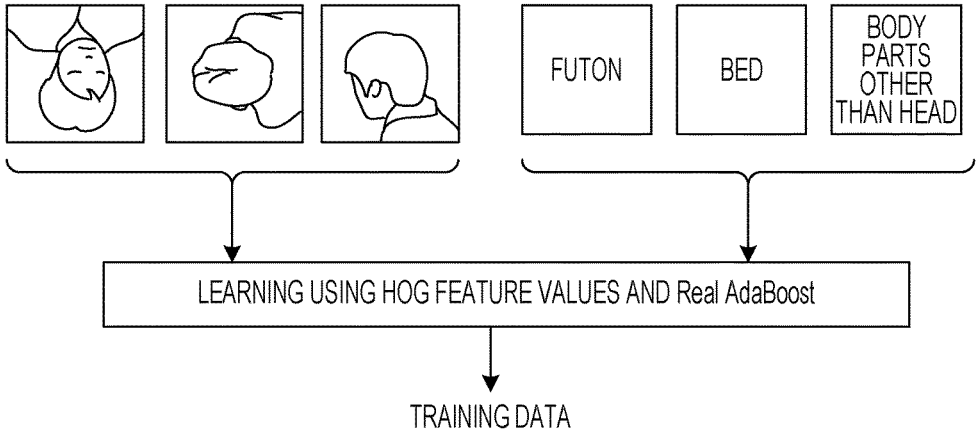 FUTON
BED
BODY
PARTS
OTHER
THAN HEAD
LEARNING USING HOG FEATURE VALUES AND Real AdaBoost
TRAINING DATA